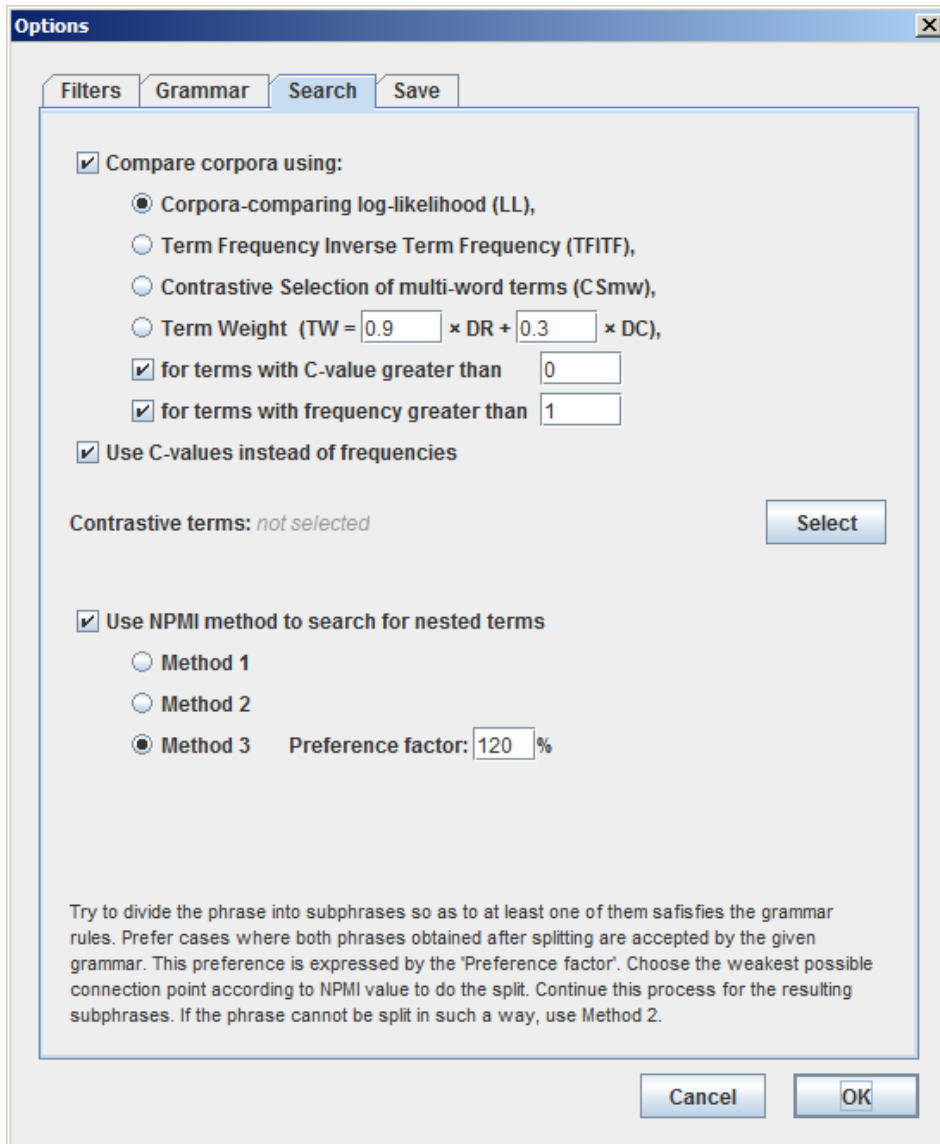 Options
Filters Grammar Search Save
Compare corpora using:
Corpora-comparing log-likelihood (LL),
Term Frequency Inverse Term Frequency (TFITF),
Contrastive Selection of multi-word terms (CSmw),
Term Weight (TW = 0.9 × DR + 0.3 × DC),
for terms with C-value greater than 0
for terms with frequency greater than 1
Use C-values instead of frequencies
Contrastive terms: not selected Select
Use NPMI method to search for nested terms
Method 1
Method 2
Method 3 Preference factor: 120 %
Try to divide the phrase into subphrases so as to at least one of them safisfies the grammar
rules. Prefer cases where both phrases obtained after splitting are accepted by the given
grammar. This preference is expressed by the 'Preference factor'. Choose the weakest possible
connection point according to NPMI value to do the split. Continue this process for the resulting
subphrases. If the phrase cannot be split in such a way, use Method 2.
Cancel OK